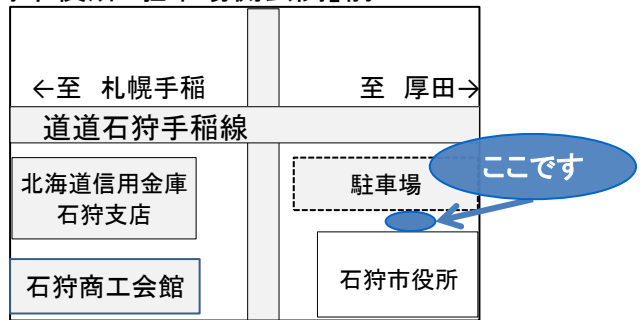 ←至 札幌手稲
至 厚田→
道道石狩手稲線
ここです
北海道信用金庫
石狩支店
駐車場
石狩市役所
石狩商工会館